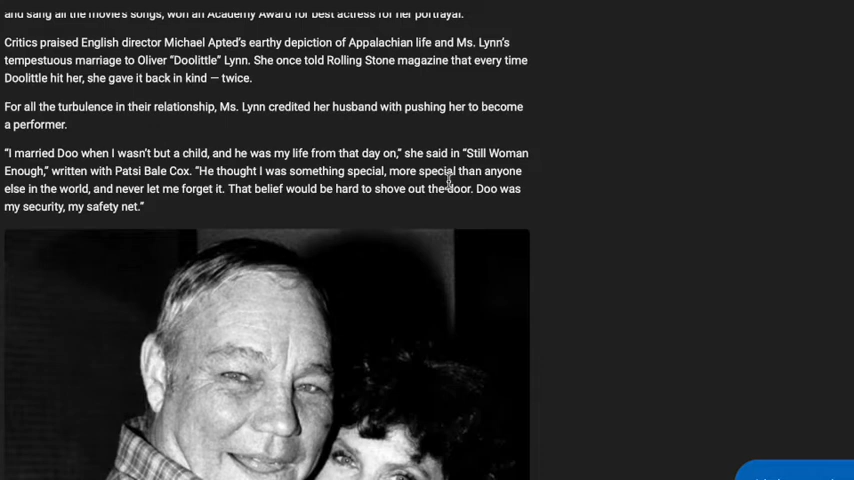 and sang all the movie's songs, won an Academy Award for best actress for her portrayal.
Critics praised English director Michael Apted's earthy depiction of Appalachian life and Ms. Lynn's
tempestuous marriage to Oliver “Doolittle” Lynn. She once told Rolling Stone magazine that every time
Doolittle hit her, she gave it back in kind — twice.
For all the turbulence in their relationship, Ms. Lynn credited her husband with pushing her to become
a performer.
“I married Doo when I wasn't but a child, and he was my life from that day on,” she said in “Still Woman
Enough,” written with Patsi Bale Cox. “He thought I was something special, more special than anyone
else in the world, and never let me forget it. That belief would be hard to shove out the door. Doo was
my security, my safety net.”